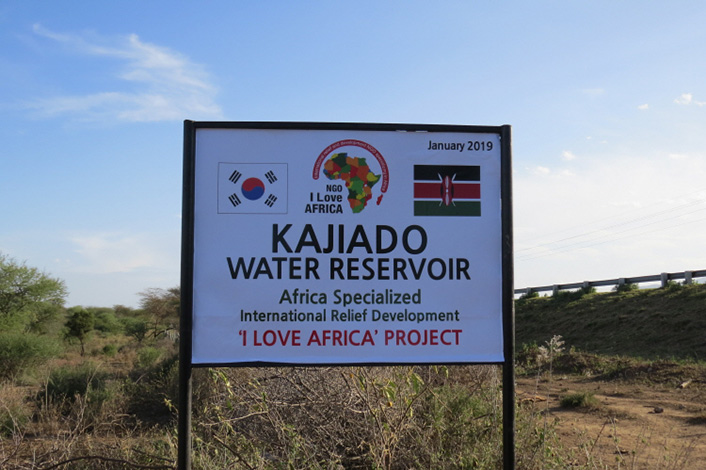 January 2019
NGO
I Love
AFRICA
KAJIADO
WATER RESERVOIR
Africa Specialized
International Relief Development
'I LOVE AFRICA' PROJECT